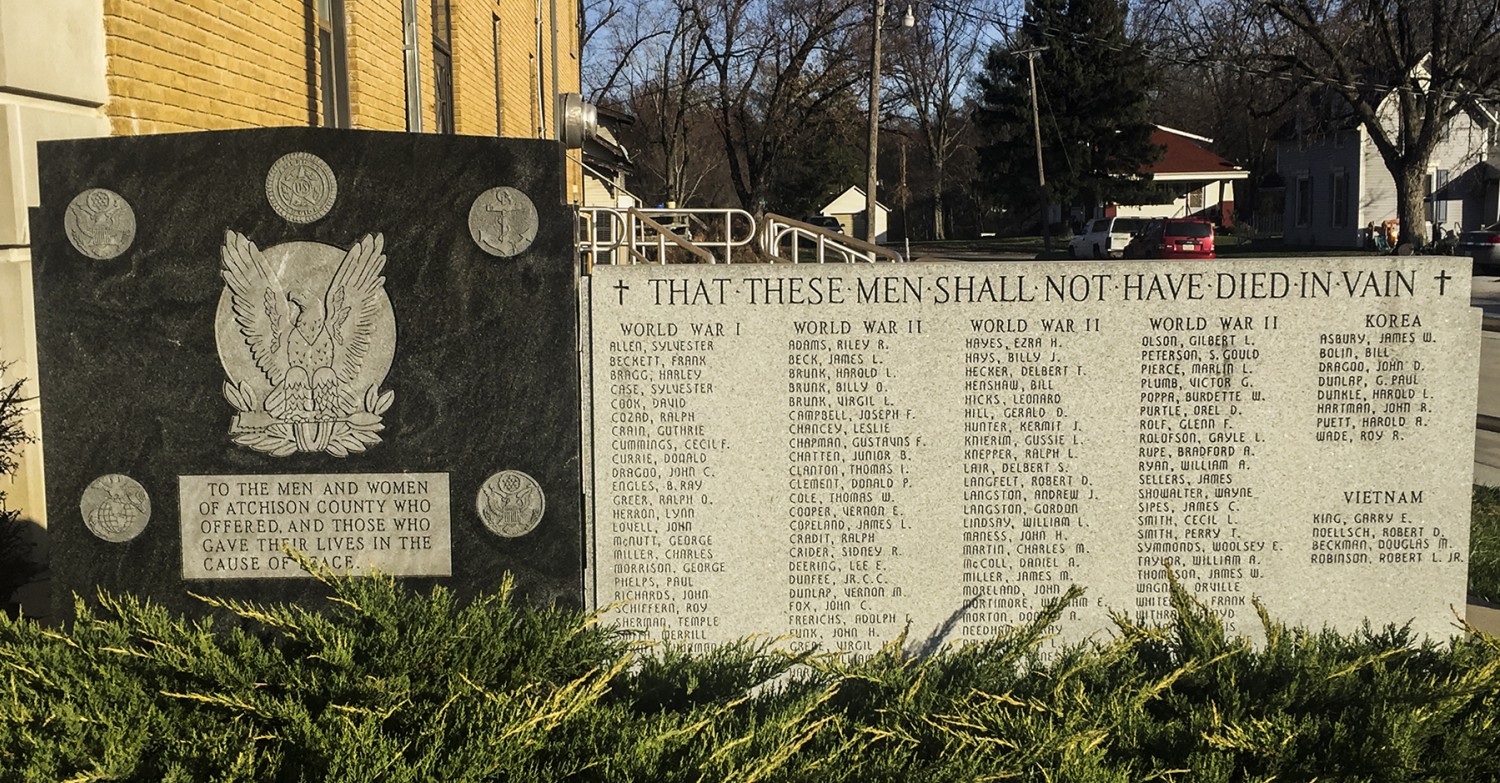 TO THE MEN AND WOMEN
OF ATCHISON COUNTY WHO
OFFERED, AND THOSE WHO
GAVE THEIR LIVES IN THE
CAUSE OF PEACE.
† THAT·THESE·MEN·SHALL·NOT·HAVE·DIED·IN·VAIN †
WORLD WAR I
ALLEN, SYLVESTER
BECKETT, FRANK
BRAGG, HARLEY
CASE, SYLVESTER
COOK, DAVID
COZAD, RALPH
CRAIN, GUTHRIE
CUMMINGS, CECIL F.
CURRIE, DONALD
DRAGOO, JOHN C.
ENGLES, B. RAY
GREER, RALPH O.
HERRON, LYNN
LOVELL, JOHN
McNUTT, GEORGE
MILLER, CHARLES
MORRISON, GEORGE
PHELPS, PAUL
RICHARDS, JOHN
SCHIFFERN, ROY
SHERMAN, TEMPLE
SMITH, MERRILL
WORLD WAR II
ADAMS, RILEY R.
BECK, JAMES L.
BRUNK, HAROLD L.
BRUNK, BILLY O.
BRUNK, VIRGIL L.
CAMPBELL, JOSEPH F.
CHANCEY, LESLIE
CHAPMAN, GUSTAVNS F.
CHATTEN, JUNIOR B.
CLANTON, THOMAS I.
CLEMENT, DONALD P.
COLE, THOMAS W.
COOPER, VERNON E.
COPELAND, JAMES L.
CRADIT, RALPH
CRIDER, SIDNEY R.
DEERING, LEE E.
DUNFEE, JR. C. C.
DUNLAP, VERNON M.
FOX, JOHN C.
FRERICHS, ADOLPH
FUNK, JOHN H.
GREBE, VIRGIL
WORLD WAR II
HAYES, EZRA H.
HAYS, BILLY J.
HECKER, DELBERT T.
HENSHAW, BILL
HICKS, LEONARD
HILL, GERALD D.
HUNTER, KERMIT J.
KNIERIM, GUSSIE L.
KNEPPER, RALPH L.
LAIR, DELBERT S.
LANGFELT, ROBERT D.
LANGSTON, ANDREW J.
LANGSTON, GORDON
LINDSAY, WILLIAM L.
MANESS, JOHN H.
MARTIN, CHARLES M.
McCOLL, DANIEL A.
MILLER, JAMES M.
MORELAND, JOHN
MORTIMORE, E.
MORTON, A.
WORLD WAR II
OLSON, GILBERT L.
PETERSON, S. GOULD
PIERCE, MARLIN L.
PLUMB, VICTOR G.
POPPA, BURDETTE W.
PURTLE, OREL D.
ROLF, GLENN F.
ROLOFSON, GAYLE L.
RUPE, BRADFORD A.
RYAN, WILLIAM A.
SELLERS, JAMES
SHOWALTER, WAYNE
SIPES, JAMES C.
SMITH, CECIL L.
SMITH, PERRY T.
SYMMONDS, WOOLSEY E.
TAYLOR, WILLIAM A.
THOMPSON, JAMES W.
WAGNER, ORVILLE
FRANK
KOREA
ASBURY, JAMES W.
BOLIN, BILL
DRAGOO, JOHN D.
DUNLAP, G. PAUL
DUNKLE, HAROLD L.
HARTMAN, JOHN R.
PUETT, HAROLD A.
WADE, ROY R.
VIETNAM
KING, GARRY E.
NOELLSCH, ROBERT D.
BECKMAN, DOUGLAS M.
ROBINSON, ROBERT L. JR.